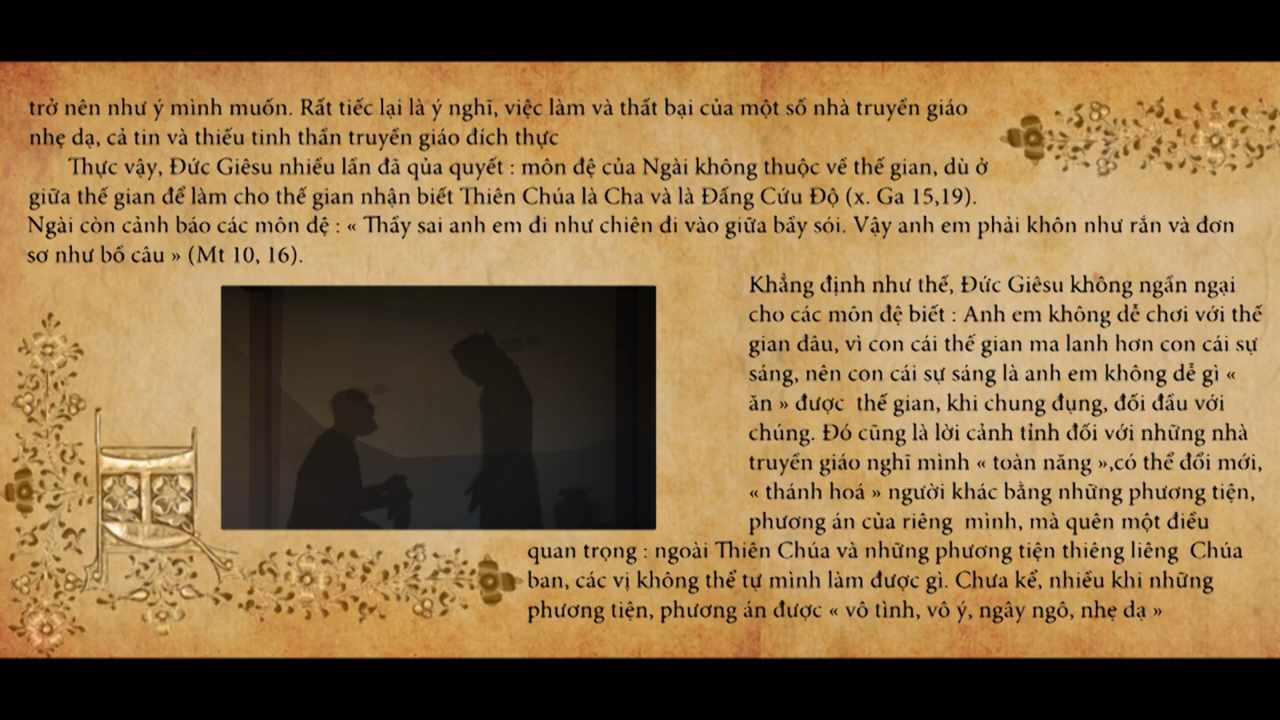 trở nên như ý mình muốn. Rất tiếc lại là ý nghĩ, việc làm và thất bại của một số nhà truyền giáo
nhẹ dạ, cả tin và thiếu tinh thần truyền giáo đích thực
Thực vậy, Đức Giêsu nhiều lần đã qủa quyết : môn đệ của Ngài không thuộc về thế gian, dù ở
giữa thế gian để làm cho thế gian nhận biết Thiên Chúa là Cha và là Đấng Cứu Độ (x. Ga 15,19).
Ngài còn cảnh báo các môn đệ : « Thầy sai anh em đi như chiên đi vào giữa bầy sói. Vậy anh em phải khôn như rắn và đơn
sơ như bồ câu » (Mt 10, 16).
Khẳng định như thế, Đức Giêsu không ngần ngại
cho các môn đệ biết : Anh em không dễ chơi với thế
gian đâu, vì con cái thế gian ma lanh hơn con cái sự
sáng, nên con cái sự sáng là anh em không dễ gì «
ăn » được thế gian, khi chung đụng, đối đầu với
chúng. Đó cũng là lời cảnh tỉnh đối với những nhà
truyền giáo nghĩ mình « toàn năng »,có thể đổi mới,
« thánh hoá » người khác bằng những phương tiện,
phương án của riêng mình, mà quên một điều
quan trọng : ngoài Thiên Chúa và những phương tiện thiêng liêng Chúa
ban, các vị không thể tự mình làm được gì. Chưa kể, nhiều khi những
phương tiện, phương án được « vô tình, vô ý, ngây ngô, nhẹ dạ »